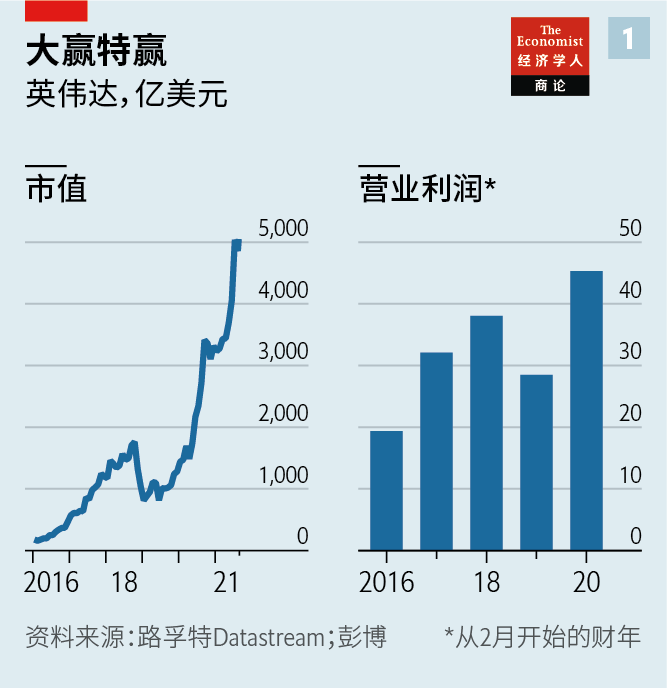 大赢特赢
英伟达，亿美元
The
Economist
经济学人
商论
1
市值
5,000
4,000
3,000
2,000
1,000
0
2016 18 21
营业利润*
50
40
30
20
10
0
2016 18 20
资料来源：路孚特Datastream；彭博
*从2月开始的财年